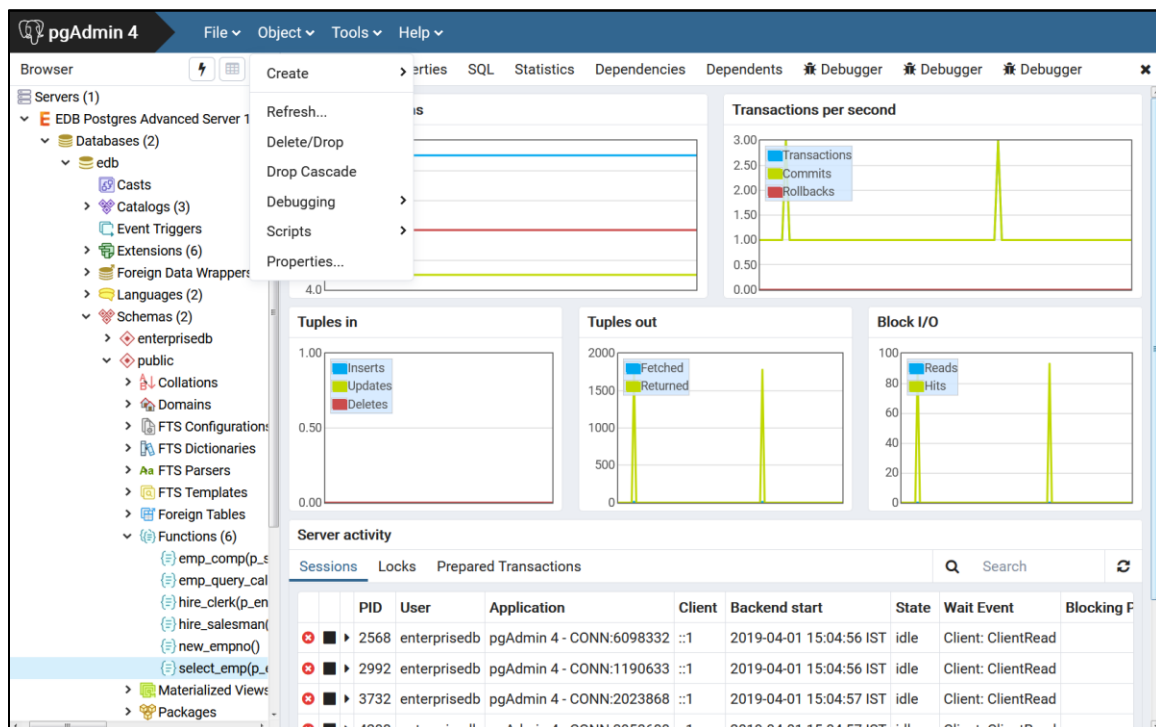 pgAdmin 4
File Object Tools Help
Browser
Create
Refresh...
Delete/Drop
Drop Cascade
Debugging
Scripts
Properties...
erties SQL Statistics Dependencies Dependents Debugger Debugger Debugger
Servers (1)
EDB Postgres Advanced Server 1
Databases (2)
edb
Casts
Catalogs (3)
Event Triggers
Extensions (6)
Foreign Data Wrappers
Languages (2)
Schemas (2)
enterprisedb
public
Collations
Domains
FTS Configurations
FTS Dictionaries
Aa FTS Parsers
FTS Templates
Foreign Tables
Functions (6)
emp_comp(p_s
emp_query_cal
hire_clerk(p_en
hire_salesman(
new_empno()
select_emp(p_e
Materialized Views
Packages
4.0
Transactions per second
3.00
2.50
2.00
1.50
1.00
0.50
0.00
Transactions
Commits
Rollbacks
Tuples in
1.00
0.50
0.00
Inserts
Updates
Deletes
Tuples out
2000
1500
1000
500
0
Fetched
Returned
Block I/O
100
80
60
40
20
0
Reads
Hits
Server activity
Sessions Locks Prepared Transactions
Search
PID User Application Client Backend start State Wait Event Blocking P
2568 enterprisedb pgAdmin 4 - CONN:6098332 ::1 2019-04-01 15:04:56 IST idle Client: ClientRead
2992 enterprisedb pgAdmin 4 - CONN:1190633 ::1 2019-04-01 15:04:56 IST idle Client: ClientRead
3732 enterprisedb pgAdmin 4 - CONN:2023868 ::1 2019-04-01 15:04:57 IST idle Client: ClientRead